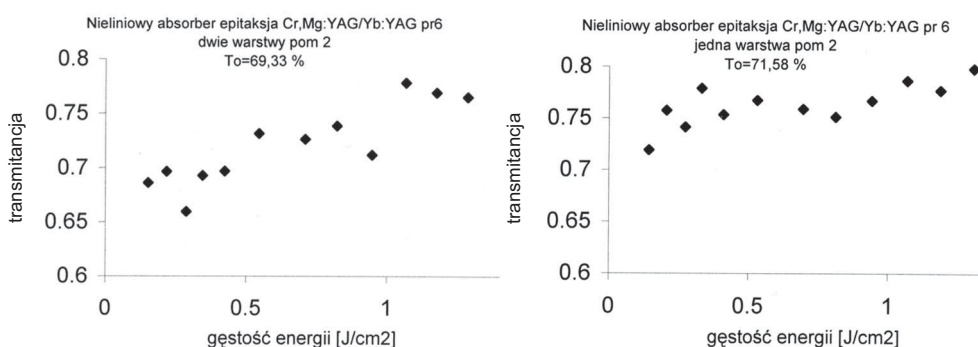 Nieliniowy absorber epitaksja Cr,Mg:YAG/Yb:YAG pr6
dwie warstwy pom 2
To=69,33 %
0.8
0.75
0.7
0.65
0.6
transmitancja
0
0.5
1
gęstość energii [J/cm2]
Nieliniowy absorber epitaksja Cr,Mg:YAG/Yb:YAG pr 6
jedna warstwa pom 2
To=71,58 %
0.8
0.75
0.7
0.65
0.6
transmitancja
0
0.5
1
gęstość energii [J/cm2]